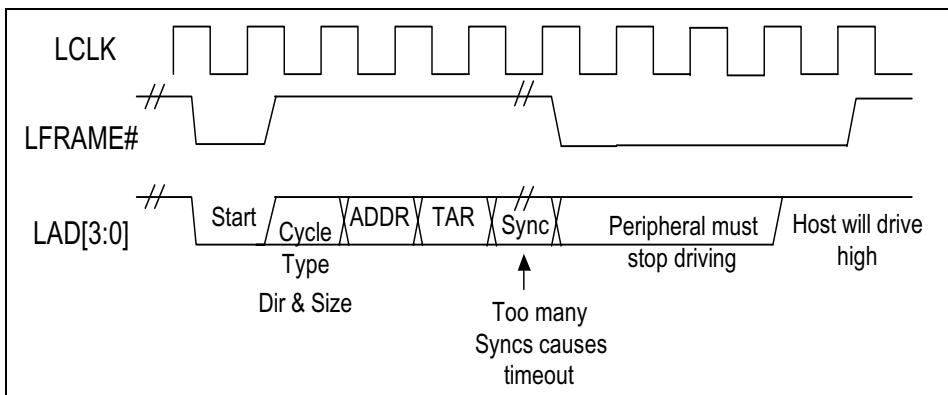 LCLK
LFRAME#
LAD[3:0]
Start
Cycle
Type
Dir & Size
ADDR
TAR
Sync
Too many
Syncs causes
timeout
Peripheral must
stop driving
Host will drive
high